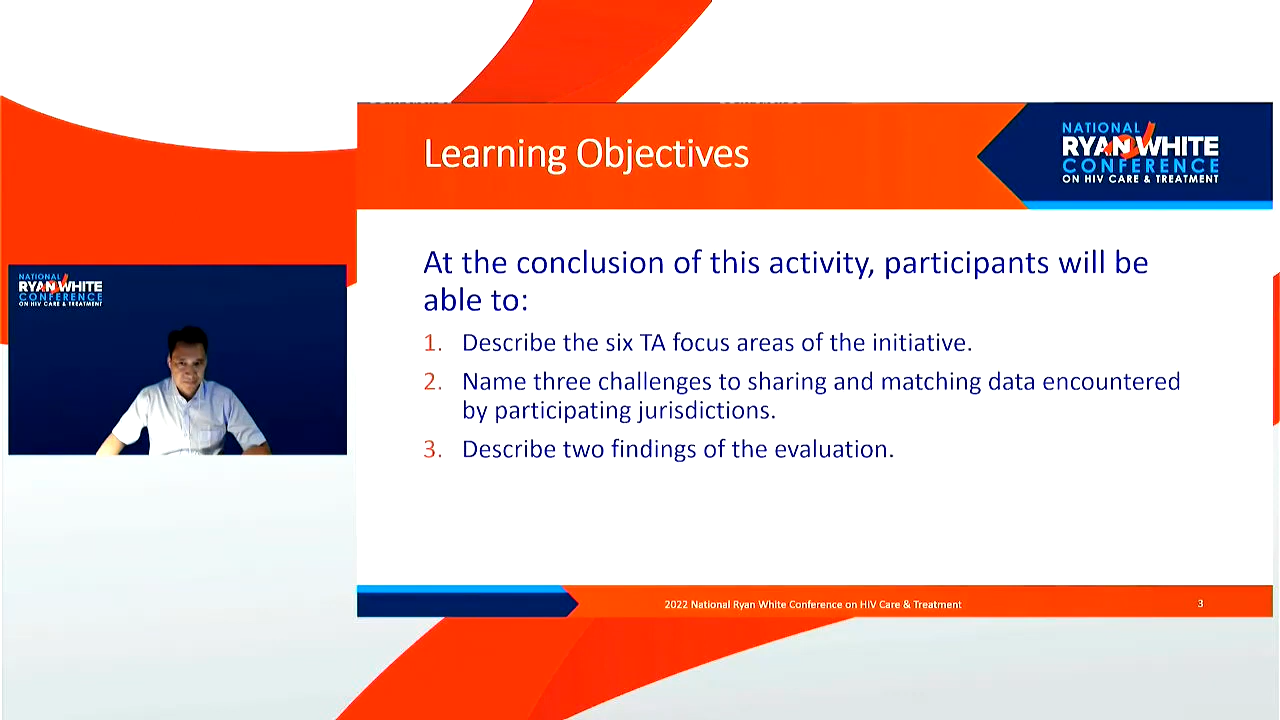 Learning Objectives
NATIONAL
RYAN WHITE
CONFERENCE
ON HIV CARE & TREATMENT
At the conclusion of this activity, participants will be
able to:
1. Describe the six TA focus areas of the initiative.
2. Name three challenges to sharing and matching data encountered
by participating jurisdictions.
3. Describe two findings of the evaluation.
NATIONAL
RYAN WHITE
CONFERENCE
ON HIV CARE & TREATMENT
2022 National Ryan White Conference on HIV Care & Treatment
3